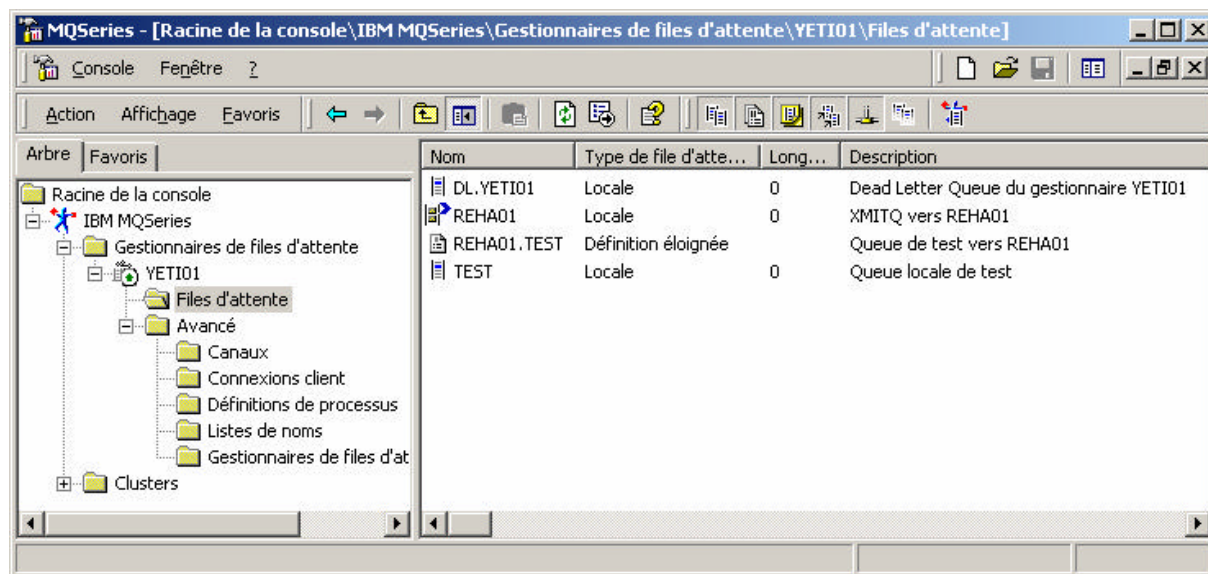 MQSeries - [Racine de la console\IBM MQSeries\Gestionnaires de files d'attente\YETI01\Files d'attente]
Console Fenêtre ?
Action Affichage Favoris
Arbre Favoris
Racine de la console
IBM MQSeries
Gestionnaires de files d'attente
YETI01
Files d'attente
Avancé
Canaux
Connexions client
Définitions de processus
Listes de noms
Gestionnaires de files d'at
Clusters
Nom Type de file d'atte... Long... Description
DL.YETI01 Locale 0 Dead Letter Queue du gestionnaire YETI01
REHA01 Locale 0 XMITQ vers REHA01
REHA01.TEST Définition éloignée Queue de test vers REHA01
TEST Locale 0 Queue locale de test